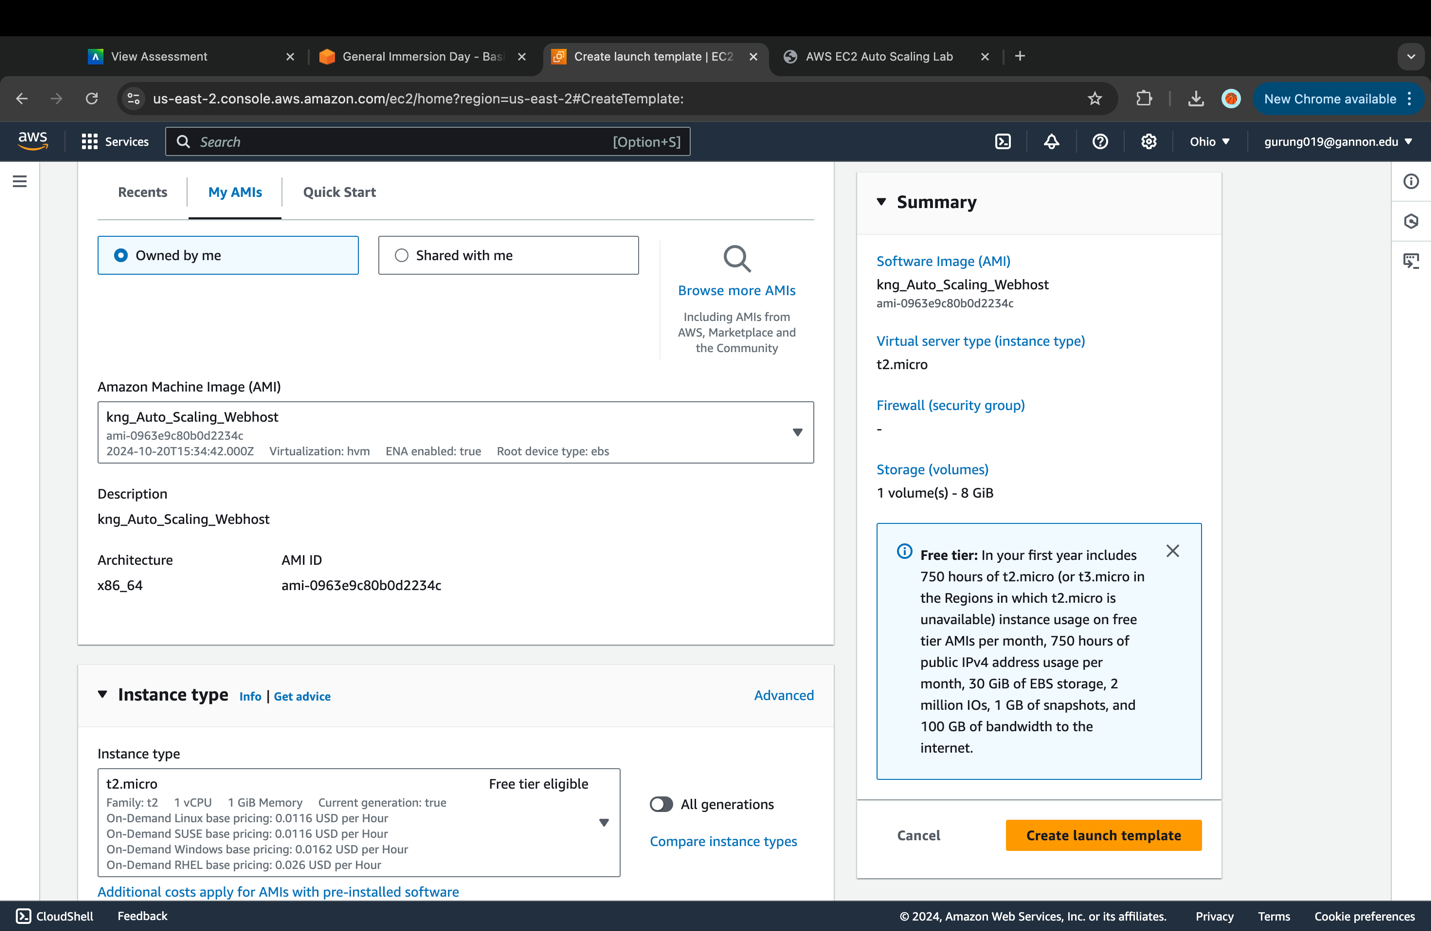 View Assessment
General Immersion Day - Bas
Create launch template | EC2
AWS EC2 Auto Scaling Lab
us-east-2.console.aws.amazon.com/ec2/home?region=us-east-2#CreateTemplate:
New Chrome available
aws
Services
Search
[Option+S]
Ohio
gurung019@gannon.edu
Recents
My AMIs
Quick Start
Owned by me
Shared with me
Browse more AMIs
Including AMIs from
AWS, Marketplace and
the Community
Amazon Machine Image (AMI)
kng_Auto_Scaling_Webhost
ami-0963e9c80b0d2234c
2024-10-20T15:34:42.000Z Virtualization: hvm ENA enabled: true Root device type: ebs
Description
kng_Auto_Scaling_Webhost
Architecture
AMI ID
x86_64
ami-0963e9c80b0d2234c
Instance type Info | Get advice
Advanced
Instance type
t2.micro
Free tier eligible
Family: t2 1 vCPU 1 GiB Memory Current generation: true
On-Demand Linux base pricing: 0.0116 USD per Hour
On-Demand SUSE base pricing: 0.0116 USD per Hour
On-Demand Windows base pricing: 0.0162 USD per Hour
On-Demand RHEL base pricing: 0.026 USD per Hour
All generations
Compare instance types
Additional costs apply for AMIs with pre-installed software
Summary
Software Image (AMI)
kng_Auto_Scaling_Webhost
ami-0963e9c80b0d2234c
Virtual server type (instance type)
t2.micro
Firewall (security group)
-
Storage (volumes)
1 volume(s) - 8 GiB
Free tier: In your first year includes
750 hours of t2.micro (or t3.micro in
the Regions in which t2.micro is
unavailable) instance usage on free
tier AMIs per month, 750 hours of
public IPv4 address usage per
month, 30 GiB of EBS storage, 2
million IOs, 1 GB of snapshots, and
100 GB of bandwidth to the
internet.
Cancel
Create launch template
CloudShell
Feedback
© 2024, Amazon Web Services, Inc. or its affiliates.
Privacy
Terms
Cookie preferences